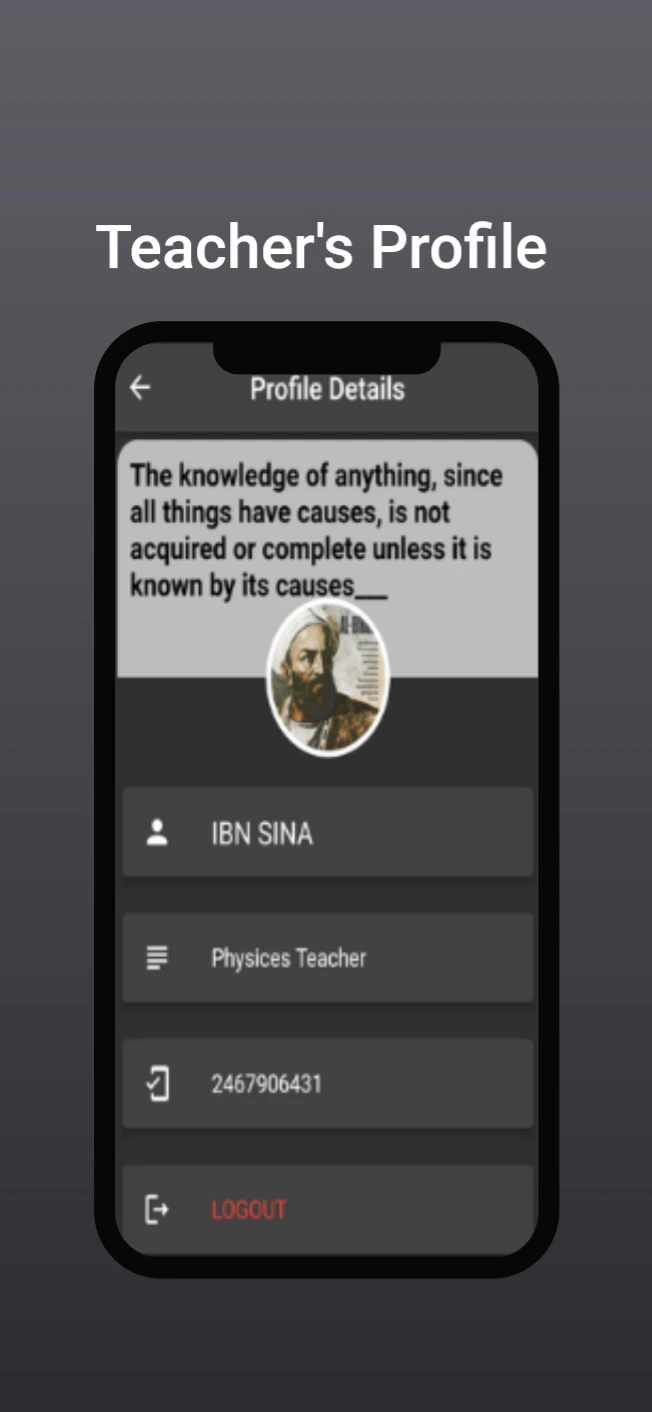 Teacher's Profile
Profile Details
The knowledge of anything, since
all things have causes, is not
acquired or complete unless it is
known by its causes__
IBN SINA
Physices Teacher
2467906431
LOGOUT